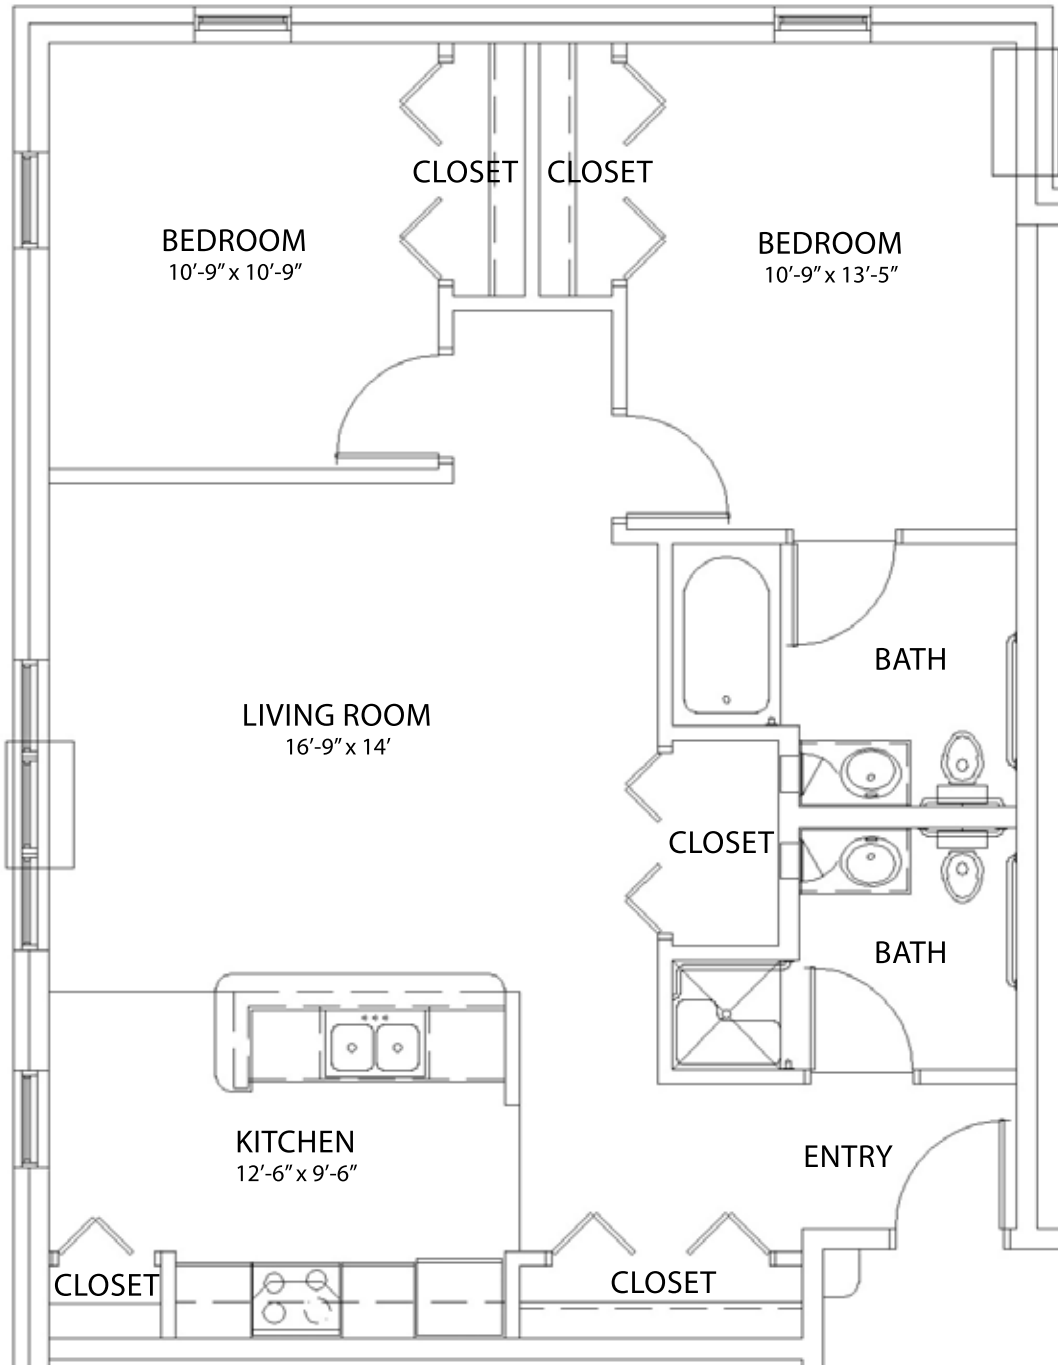 CLOSET
CLOSET
BEDROOM
10'-9" x 10'-9"
BEDROOM
10'-9" x 13'-5"
BATH
LIVING ROOM
16'-9" x 14'
CLOSET
BATH
KITCHEN
12'-6" x 9'-6"
ENTRY
CLOSET
CLOSET